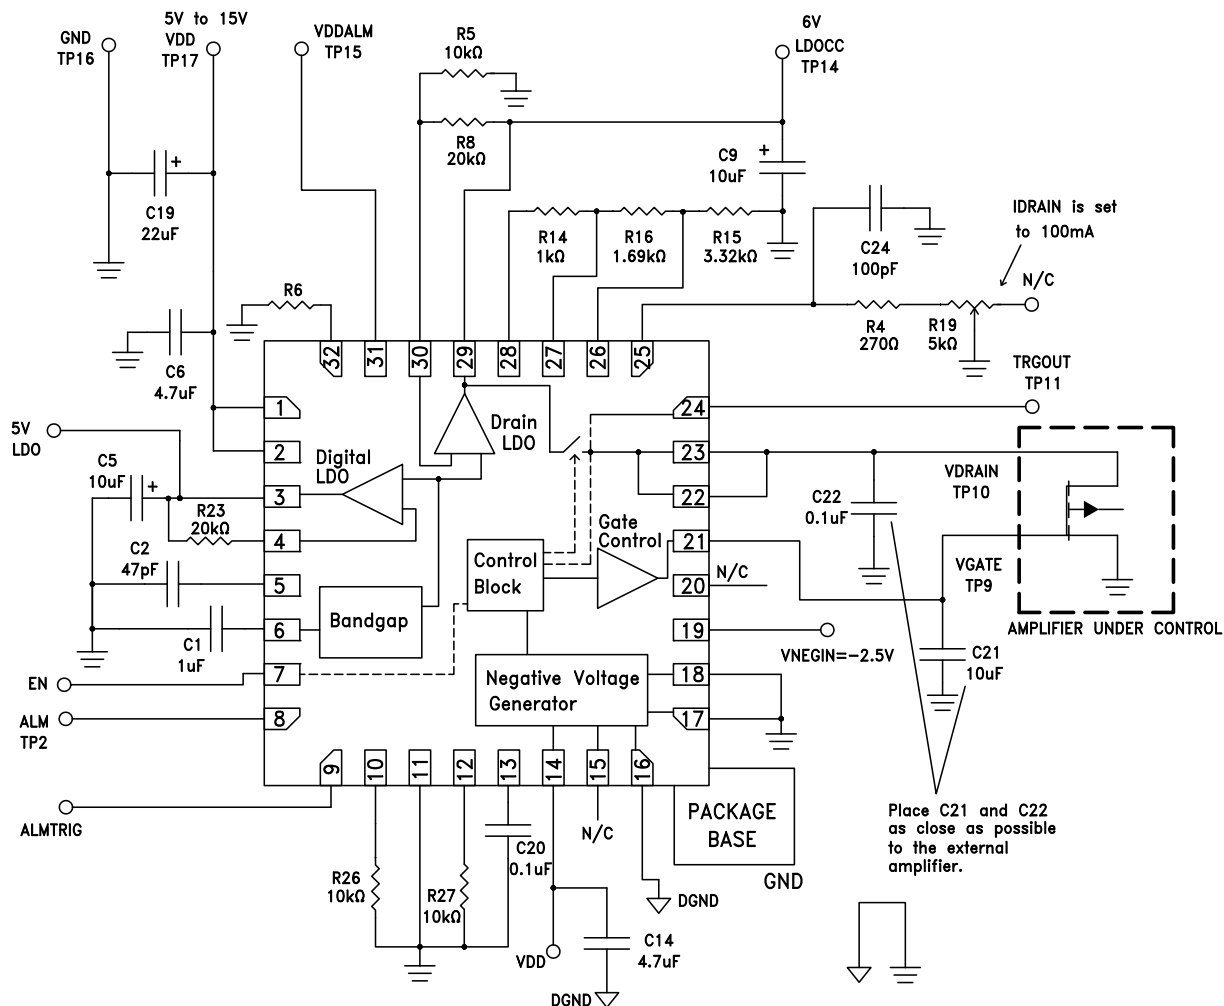 GND
TP16
5V to 15V
VDD
TP17
VDDALM
TP15
R5
10kΩ
6V
LDOCC
TP14
R8
20kΩ
C9
+
10uF
C19
+
22uF
R14
1kΩ
R16
1.69kΩ
R15
3.32kΩ
C24
100pF
IDRAIN is set
to 100mA
N/C
R6
R4
270Ω
R19
5kΩ
C6
4.7uF
32
31
30
29
28
27
26
25
TRGOUT
TP11
5V
LDO
1
2
3
4
5
6
7
8
24
23
22
21
20
19
18
17
Drain
LDO
Digital
LDO
C5
10uF
+
R23
20kΩ
C2
47pF
C1
1uF
Gate
Control
Control
Block
Bandgap
Negative Voltage
Generator
N/C
C22
0.1uF
VDRAIN
TP10
VGATE
TP9
AMPLIFIER UNDER CONTROL
VNEGIN=-2.5V
C21
10uF
EN
ALM
TP2
ALMTRIG
9
10
11
12
13
14
15
16
R26
10kΩ
R27
10kΩ
C20
0.1uF
N/C
PACKAGE
BASE
GND
Place C21 and C22
as close as possible
to the external
amplifier.
DGND
VDD
C14
4.7uF
DGND